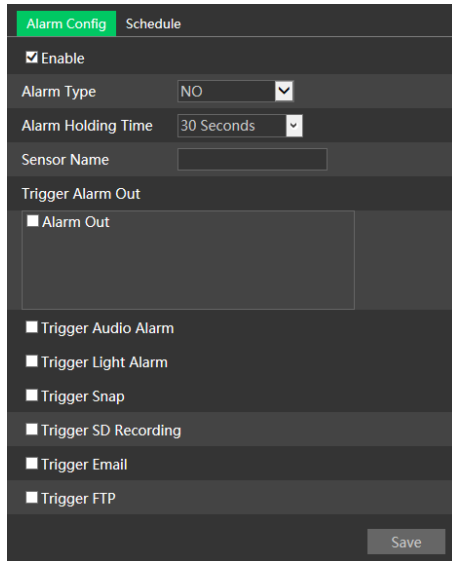 Alarm Config Schedule
Enable
Alarm Type NO
Alarm Holding Time 30 Seconds
Sensor Name
Trigger Alarm Out
Alarm Out
Trigger Audio Alarm
Trigger Light Alarm
Trigger Snap
Trigger SD Recording
Trigger Email
Trigger FTP
Save